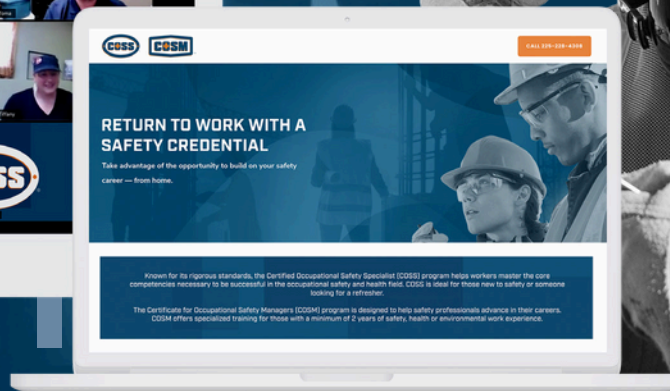 COSS
COSM
CALL 225-228-4308
RETURN TO WORK WITH A
SAFETY CREDENTIAL
Take advantage of the opportunity to build on your safety
career — from home.
SS
Known for its rigorous standards, the Certified Occupational Safety Specialist (COSS) program helps workers master the core
competencies necessary to be successful in the occupational safety and health field. COSS is ideal for those new to safety or someone
looking for a refresher.
The Certificate for Occupational Safety Managers (COSM) program is designed to help safety professionals advance in their careers.
COSM offers specialized training for those with a minimum of 2 years of safety, health or environmental work experience.